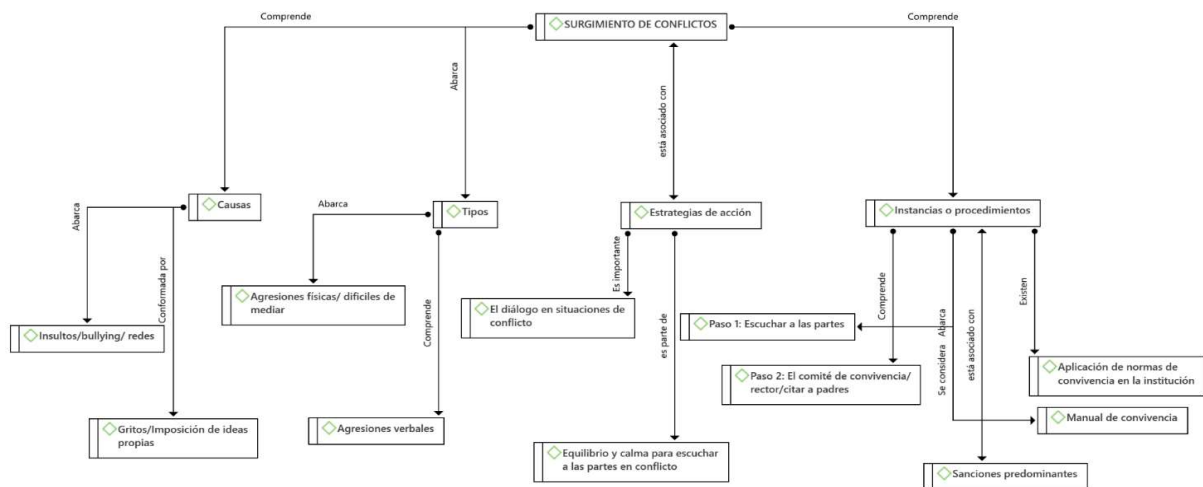 Comprende
SURGIMIENTO DE CONFLICTOS
Comprende
Abarca
está asociado con
Causas
Tipos
Estrategias de acción
Instancias o procedimientos
Abarca
Conformada por
Abarca
Comprende
Es importante
es parte de
Comprende
Se considera
Abarca
está asociado con
Existen
Agresiones físicas/ dificiles de
mediar
El diálogo en situaciones de
conflicto
Insultos/bullying/ redes
Paso 1: Escuchar a las partes
Paso 2: El comité de convivencia/
rector/citar a padres
Aplicación de normas de
convivencia en la institución
Gritos/Imposición de ideas
propias
Agresiones verbales
Manual de convivencia
Equilibrio y calma para escuchar
a las partes en conflicto
Sanciones predominantes